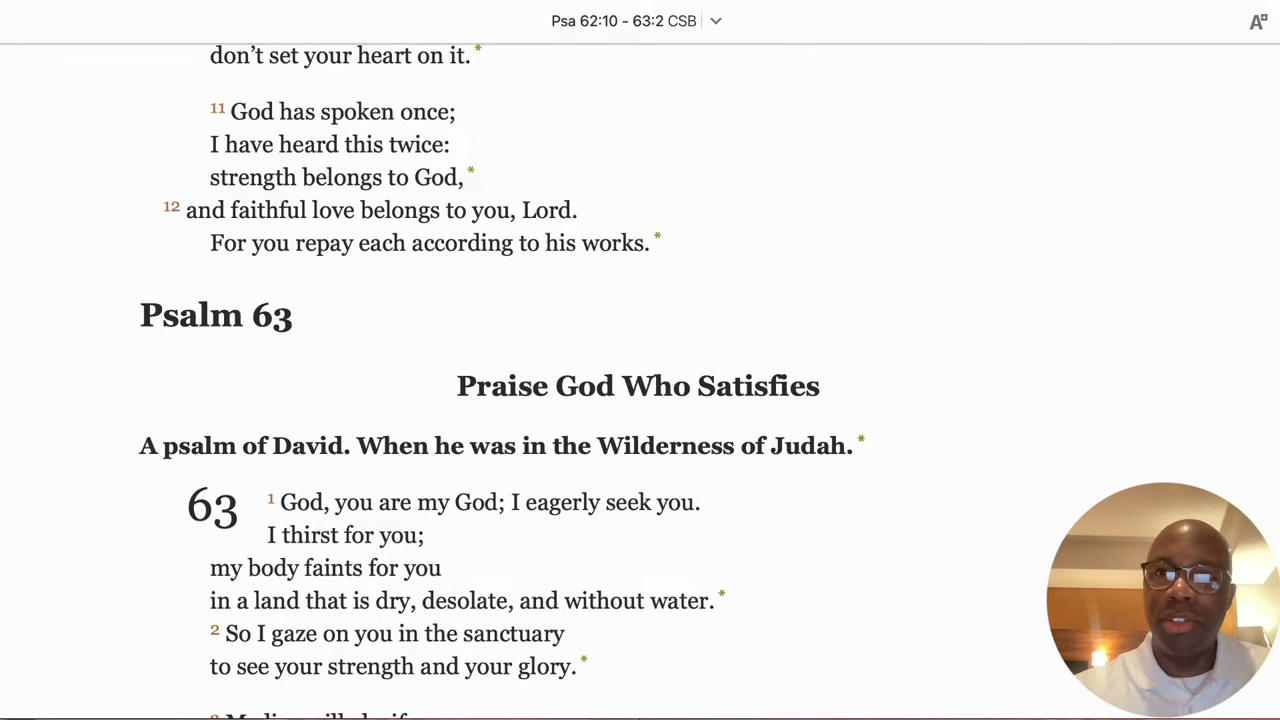 Psa 62:10 - 63:2 CSB
don’t set your heart on it.*
11 God has spoken once;
I have heard this twice:
strength belongs to God,*
12 and faithful love belongs to you, Lord.
For you repay each according to his works.*
Psalm 63
Praise God Who Satisfies
A psalm of David. When he was in the Wilderness of Judah.*
63 1 God, you are my God; I eagerly seek you.
I thirst for you;
my body faints for you
in a land that is dry, desolate, and without water.*
2 So I gaze on you in the sanctuary
to see your strength and your glory.*